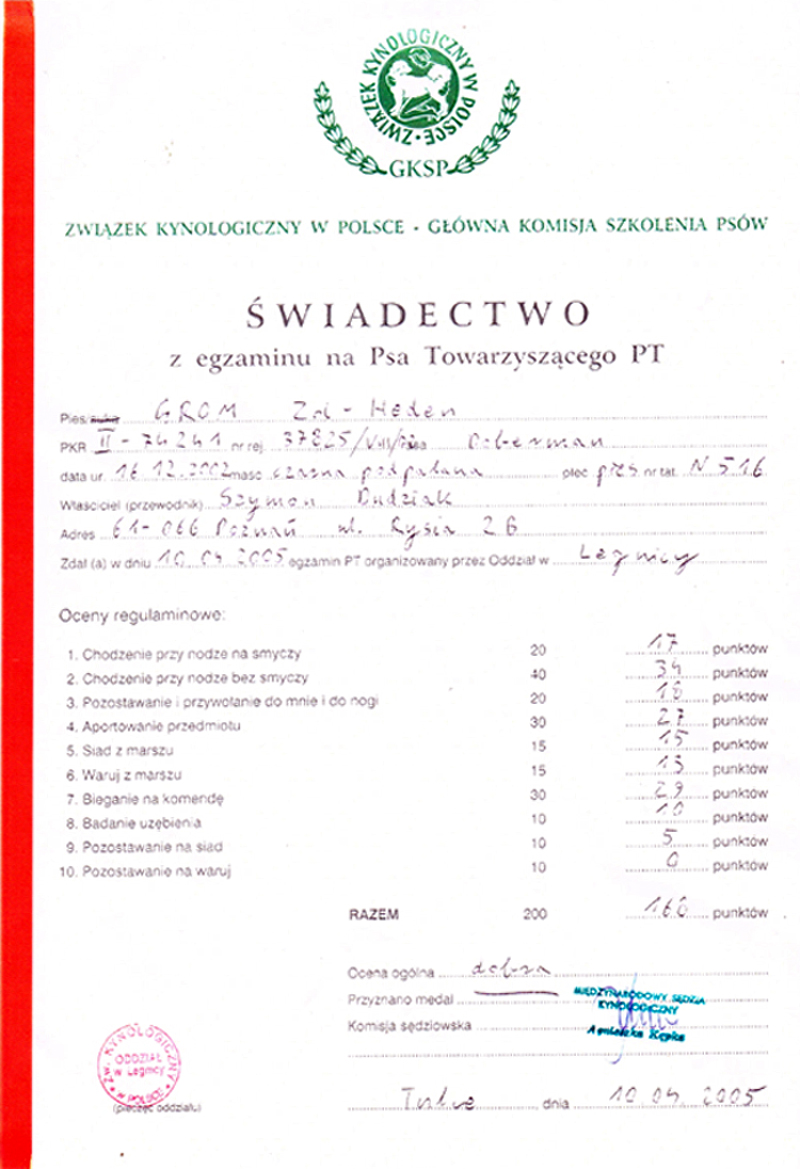 ZWIĄZEK KYNOLOGICZNY W POLSCE
GKSP
ZWIĄZEK KYNOLOGICZNY W POLSCE - GŁÓWNA KOMISJA SZKOLENIA PSÓW
ŚWIADECTWO
z egzaminu na Psa Towarzyszącego PT
Pies/suka GROM Zol-Heden
PKR II-74241 nr rej. 37825/VIII/ rasa Doberman
data ur. 16.12.2002 maść czarna podpalana płeć pies nr tat. N 516
Właściciel (przewodnik) Szymon Dudziak
Adres 61-066 Poznań ul. Rysia 26
Zdał (a) w dniu 10 04 2005 egzamin PT organizowany przez Oddział w Legnicy
Oceny regulaminowe:
1. Chodzenie przy nodze na smyczy 20 17 punktów
2. Chodzenie przy nodze bez smyczy 40 34 punktów
3. Pozostawanie i przywołanie do mnie i do nogi 20 18 punktów
4. Aportowanie przedmiotu 30 27 punktów
5. Siad z marszu 15 15 punktów
6. Waruj z marszu 15 13 punktów
7. Bieganie na komendę 30 29 punktów
8. Badanie uzębienia 10 10 punktów
9. Pozostawanie na siad 10 5 punktów
10. Pozostawanie na waruj 10 0 punktów
RAZEM 200 168 punktów
Ocena ogólna dobra
Przyznano medal
MIĘDZYNARODOWY SĘDZIA
KYNOLOGICZNY
Komisja sędziowska
Agnieszka Kępka
ZW. KYNOLOGICZNY W POLSCE
ODDZIAŁ
w Legnicy
(pieczęć oddziału)
Tulce dnia 10 04 2005